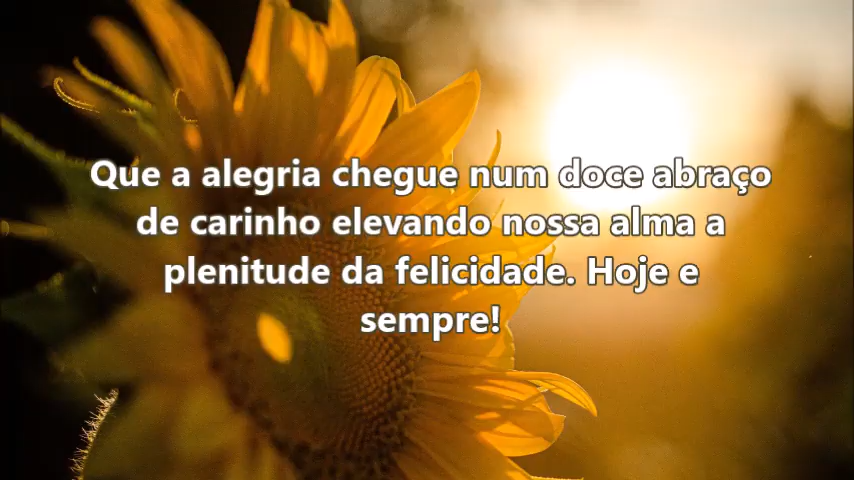 Que a alegria chegue num doce abraço
de carinho elevando nossa alma a
plenitude da felicidade. Hoje e
sempre!